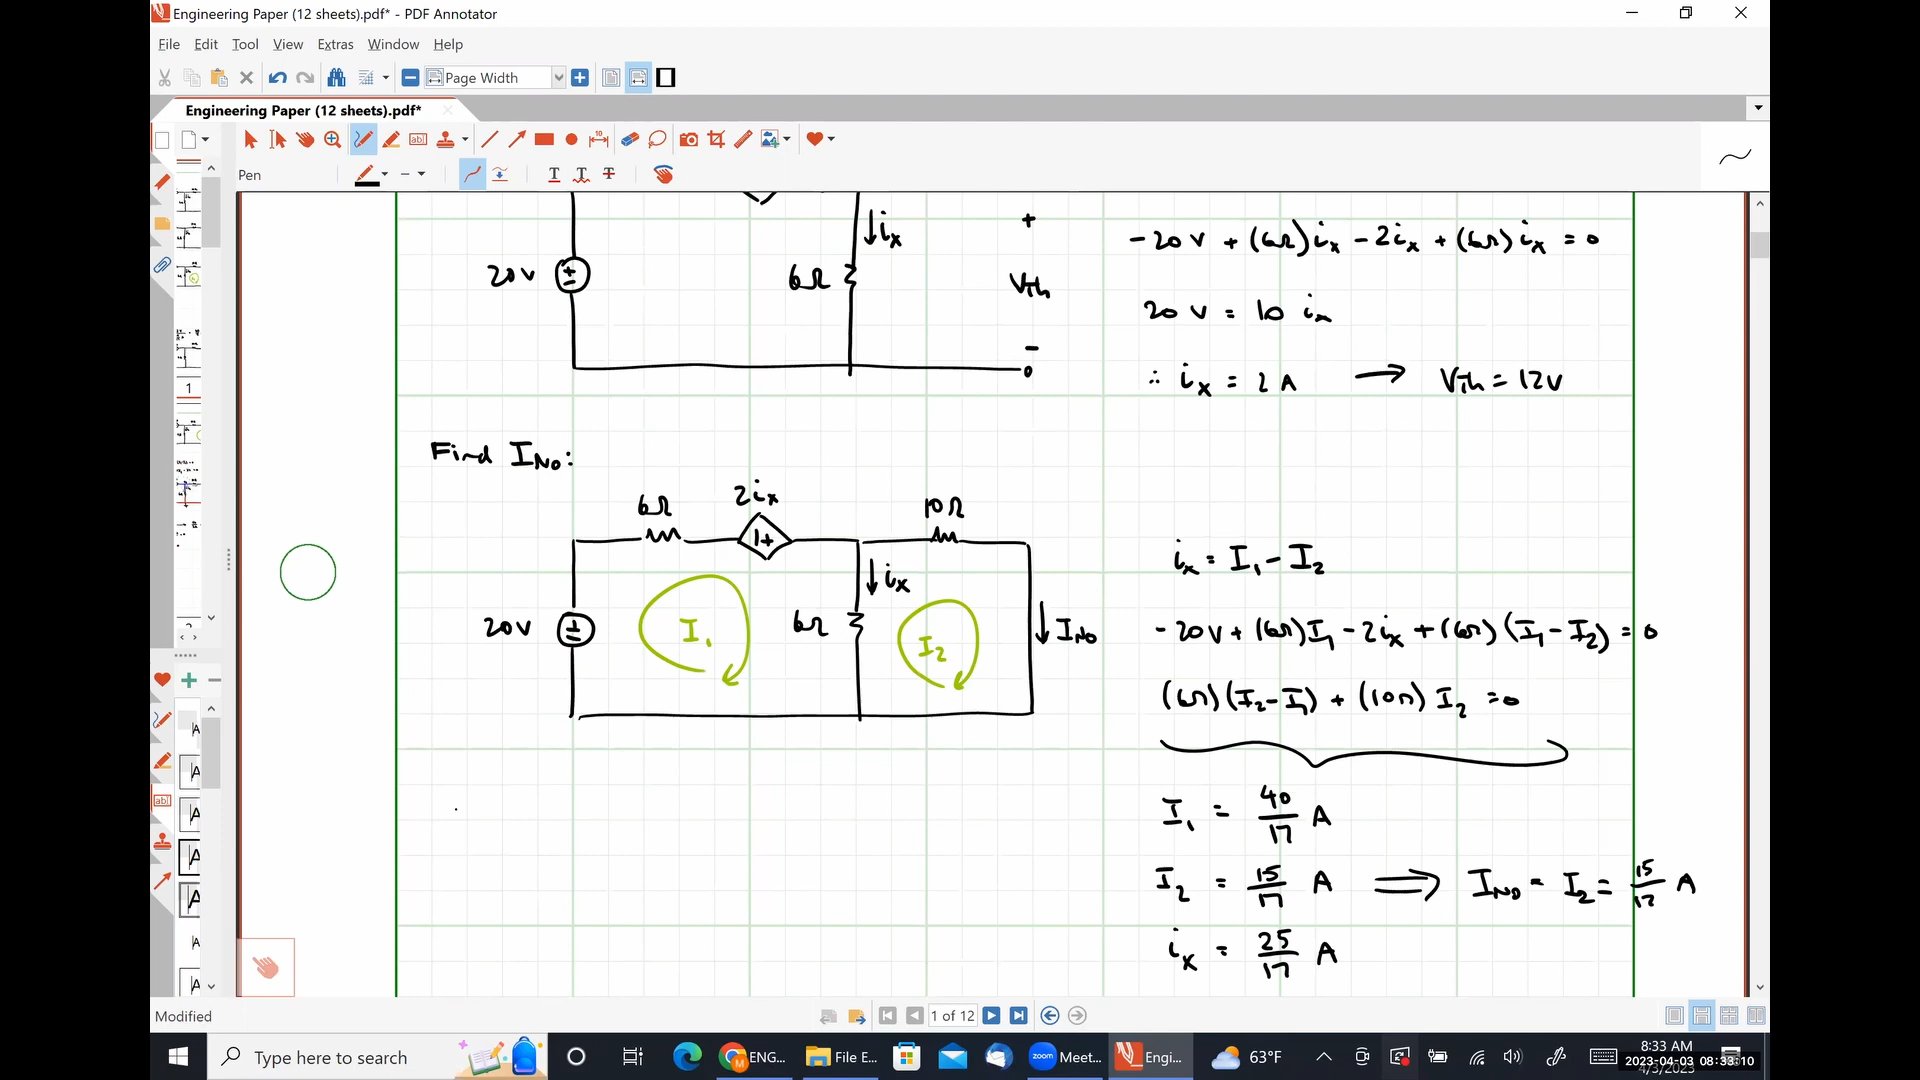 Engineering Paper (12 sheets).pdf* - PDF Annotator
File Edit Tool View Extras Window Help
Page Width
Engineering Paper (12 sheets).pdf*
Pen
ix
20V
6Ω
+
VTh
-
-20V + (6Ω)ix - 2ix + (6Ω)ix = 0
20 V = 10 ix
∴ ix = 2 A → VTh = 12V
Find INO:
6Ω
2ix
10Ω
ix
20V
I1
6Ω
I2
INO
ix = I1 - I2
-20V + (6Ω)I1 - 2ix + (6Ω)(I1 - I2) = 0
(6Ω)(I2 - I1) + (10Ω) I2 = 0
I1 = 40/17 A
I2 = 15/17 A ⟹ INO = I2 = 15/17 A
ix = 25/17 A
1
Modified
1 of 12
Type here to search
ENG...
File E...
Meet...
Engi...
63°F
8:33 AM
4/3/2023
2023-04-03 08:33:10